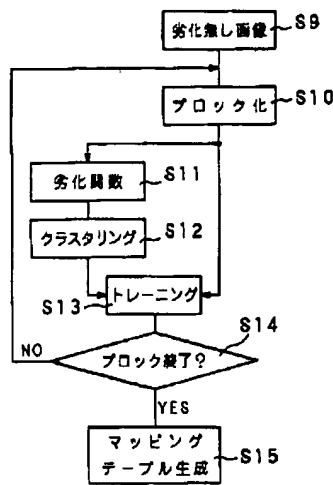 劣化無し画像
S9
ブロック化
S10
劣化関数
S11
クラスタリング
S12
トレーニング
S13
ブロック終了?
S14
NO
YES
マッピング
テーブル生成
S15